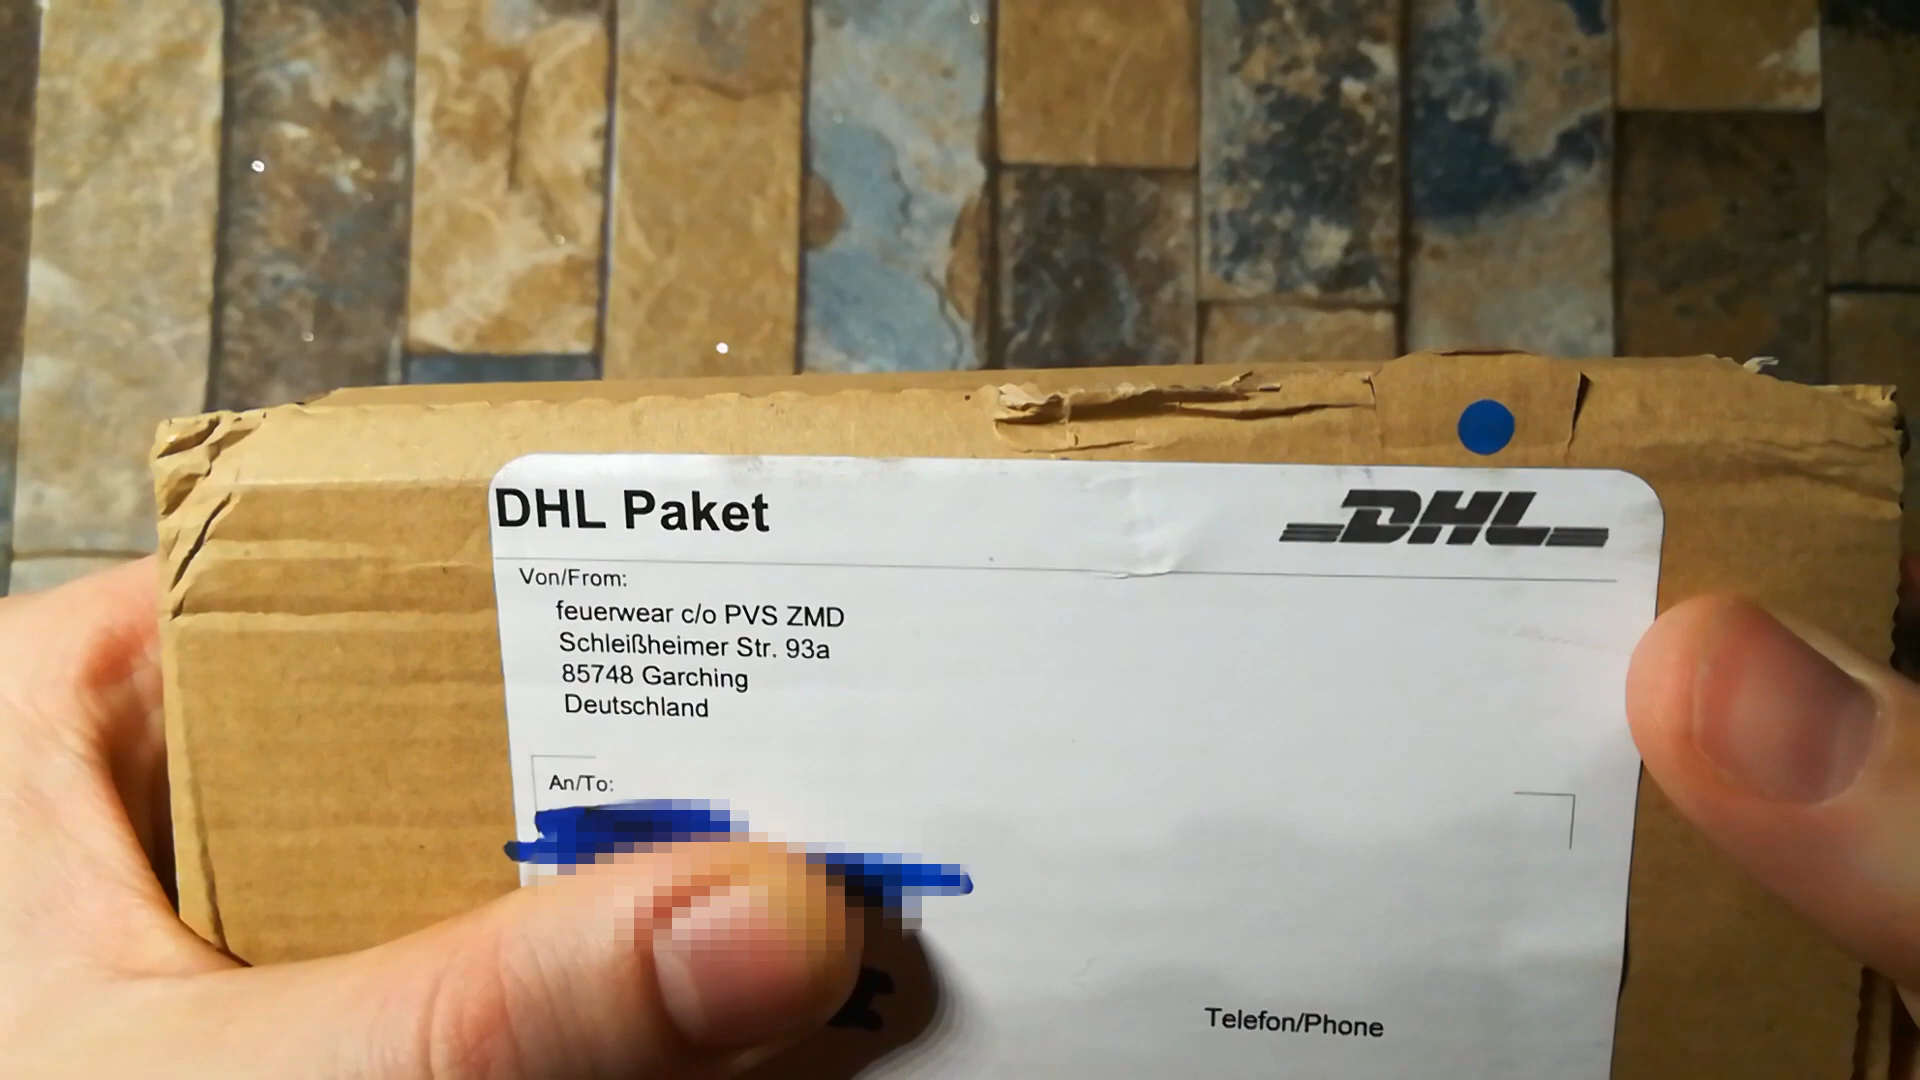 DHL Paket
DHL
Von/From:
feuerwear c/o PVS ZMD
Schleißheimer Str. 93a
85748 Garching
Deutschland
An/To:
Telefon/Phone